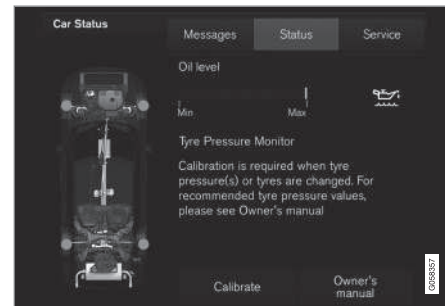 Car Status
Messages
Status
Service
Oil level
Min
Max
Tyre Pressure Monitor
Calibration is required when tyre
pressure(s) or tyres are changed. For
recommended tyre pressure values,
please see Owner's manual
Calibrate
Owner's
manual
G058357